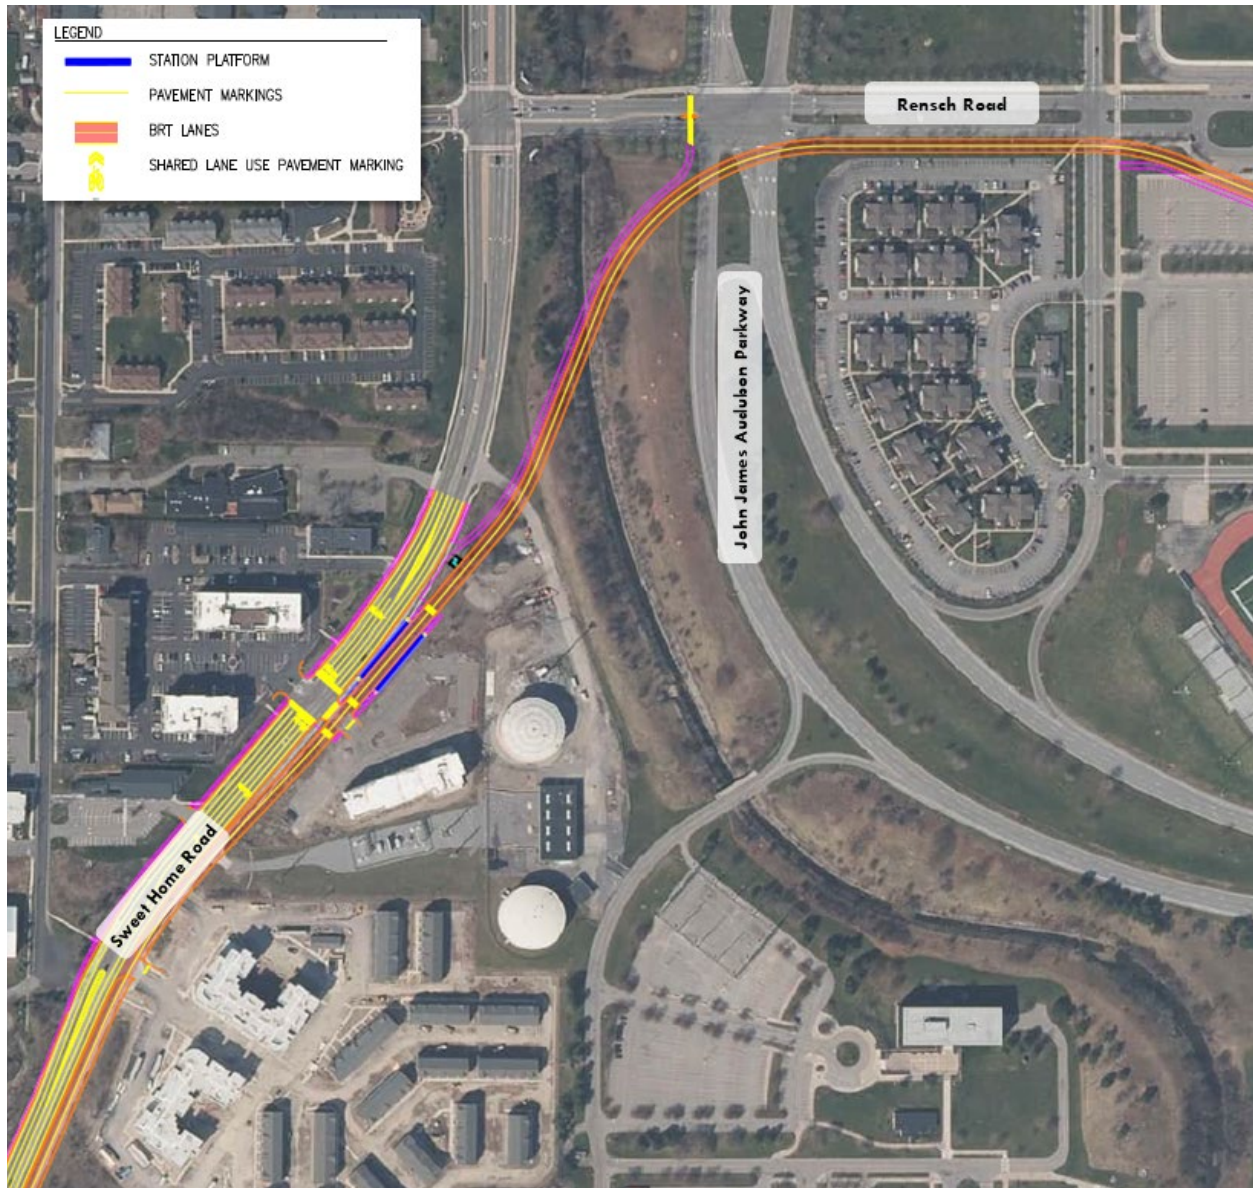 LEGEND
STATION PLATFORM
PAVEMENT MARKINGS
BRT LANES
SHARED LANE USE PAVEMENT MARKING
Rensch Road
John James Audubon Parkway
Sweet Home Road